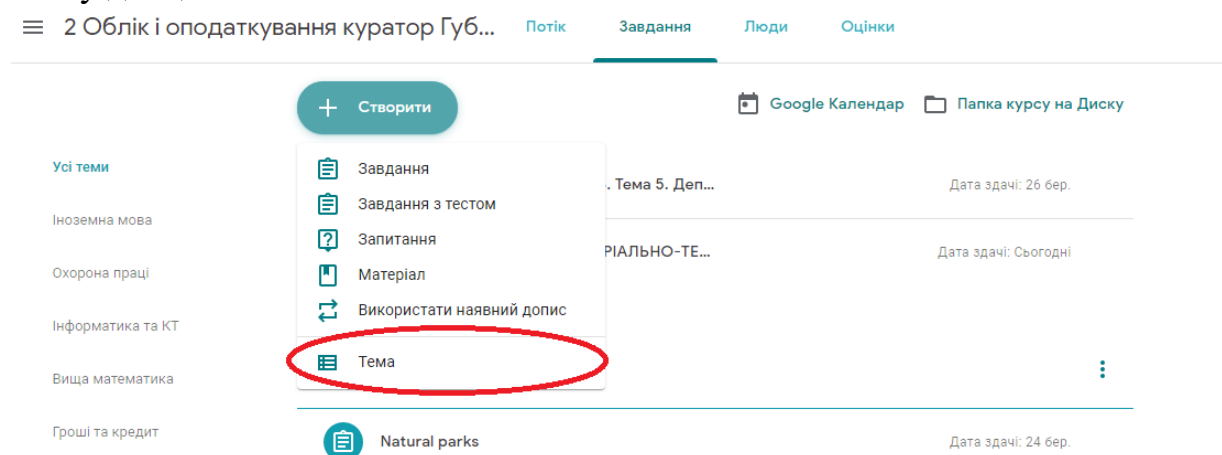 2 Облік і оподаткування куратор Губ... Потік Завдання Люди Оцінки
Створити Google Календар Папка курсу на Диску
Усі теми
Іноземна мова
Охорона праці
Інформатика та КТ
Вища математика
Гроші та кредит
Завдання
Завдання з тестом
Запитання
Матеріал
Використати наявний допис
Тема
. Тема 5. Деп... Дата здачі: 26 бер.
РІАЛЬНО-ТЕ... Дата здачі: Сьогодні
Natural parks Дата здачі: 24 бер.